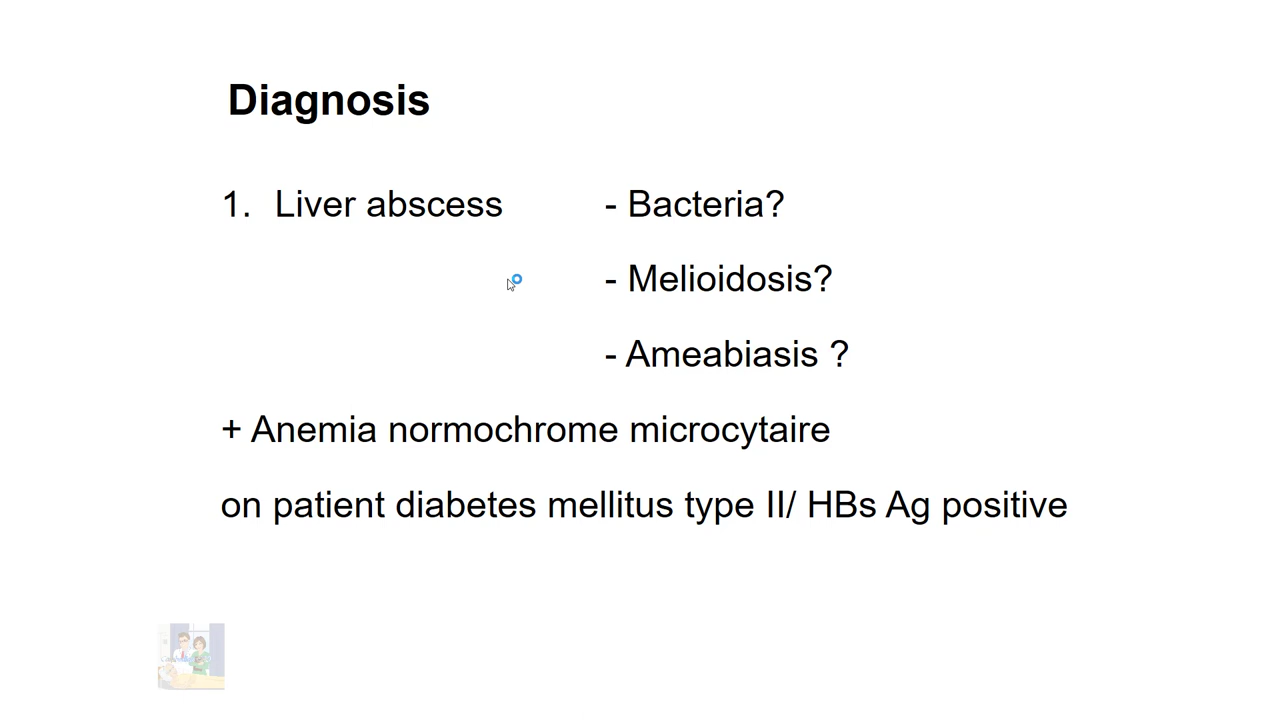 Diagnosis
1. Liver abscess - Bacteria?
- Melioidosis?
- Ameabiasis ?
+ Anemia normochrome microcytaire
on patient diabetes mellitus type II/ HBs Ag positive